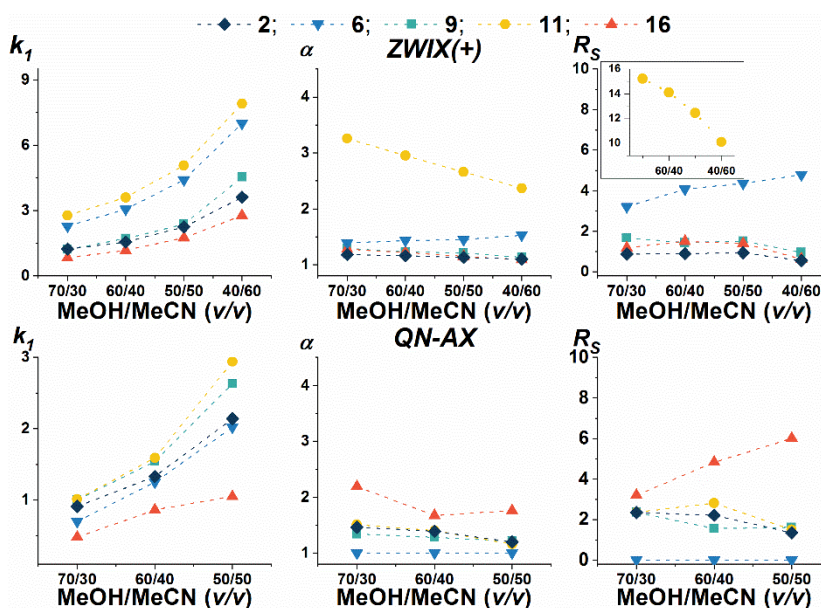 2; 6; 9; 11; 16
k1 α ZWIX(+) RS
9 6 3 0
4 3 2 1
10 8 6 4 2 0
16 14 12 10
60/40 40/60
70/30 60/40 50/50 40/60
70/30 60/40 50/50 40/60
70/30 60/40 50/50 40/60
MeOH/MeCN (v/v) MeOH/MeCN (v/v) MeOH/MeCN (v/v)
k1 α QN-AX RS
3 2 1
4 3 2 1
10 8 6 4 2 0
70/30 60/40 50/50
70/30 60/40 50/50
70/30 60/40 50/50
MeOH/MeCN (v/v) MeOH/MeCN (v/v) MeOH/MeCN (v/v)